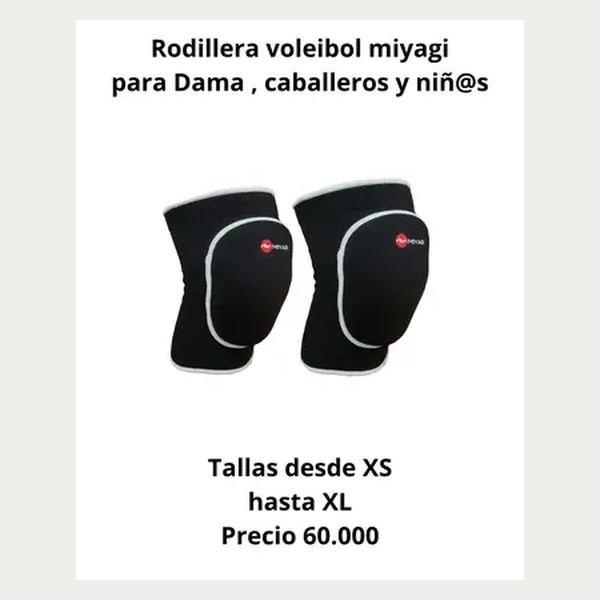 Rodillera voleibol miyagi
para Dama , caballeros y niñ@s
Tallas desde XS
hasta XL
Precio 60.000